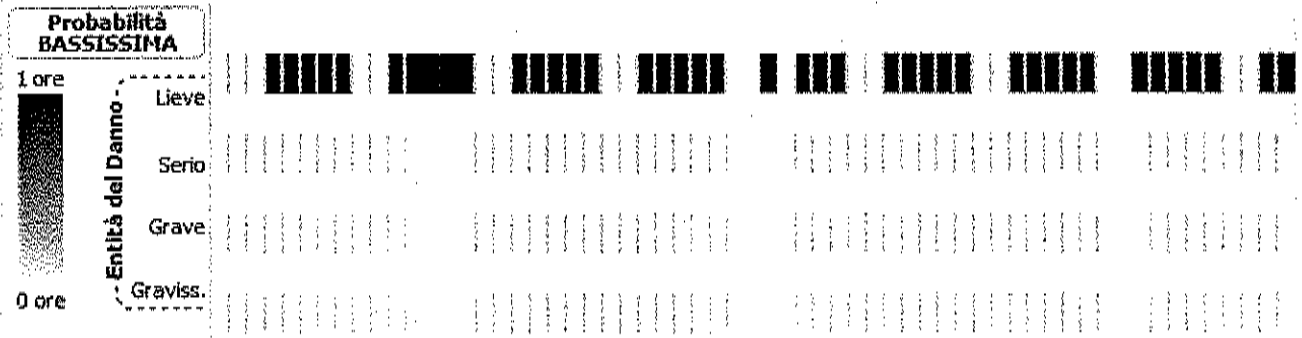 Probabilità
BASSISSIMA
1 ore
Lieve
Serio
Entità del Danno
Grave
Graviss.
0 ore